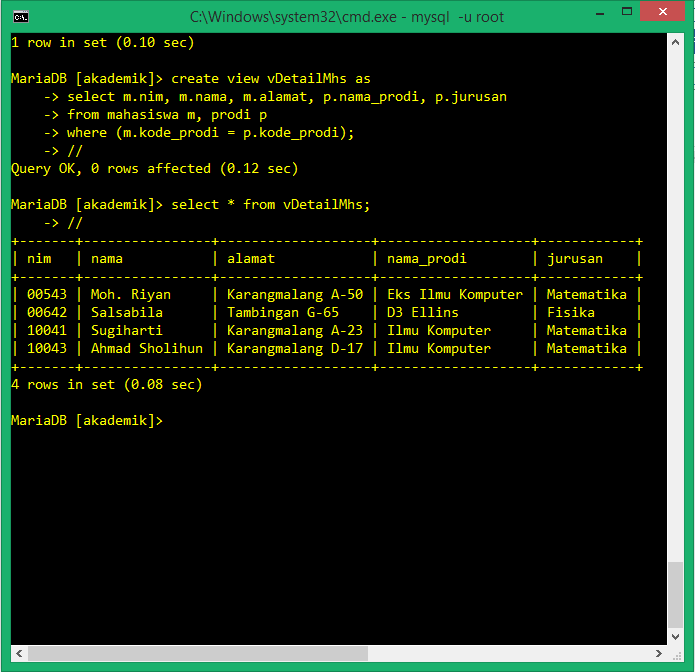 C:\Windows\system32\cmd.exe - mysql  -u root
1 row in set (0.10 sec)
MariaDB [akademik]> create view vDetailMhs as
    -> select m.nim, m.nama, m.alamat, p.nama_prodi, p.jurusan
    -> from mahasiswa m, prodi p
    -> where (m.kode_prodi = p.kode_prodi);
    -> //
Query OK, 0 rows affected (0.12 sec)
MariaDB [akademik]> select * from vDetailMhs;
    -> //
+-------+----------------+-------------------+-------------------+------------+
| nim   | nama           | alamat            | nama_prodi        | jurusan    |
+-------+----------------+-------------------+-------------------+------------+
| 00543 | Moh. Riyan     | Karangmalang A-50 | Eks Ilmu Komputer | Matematika |
| 00642 | Salsabila      | Tambingan G-65    | D3 Ellins         | Fisika     |
| 10041 | Sugiharti      | Karangmalang A-23 | Ilmu Komputer     | Matematika |
| 10043 | Ahmad Sholihun | Karangmalang D-17 | Ilmu Komputer     | Matematika |
+-------+----------------+-------------------+-------------------+------------+
4 rows in set (0.08 sec)
MariaDB [akademik]>